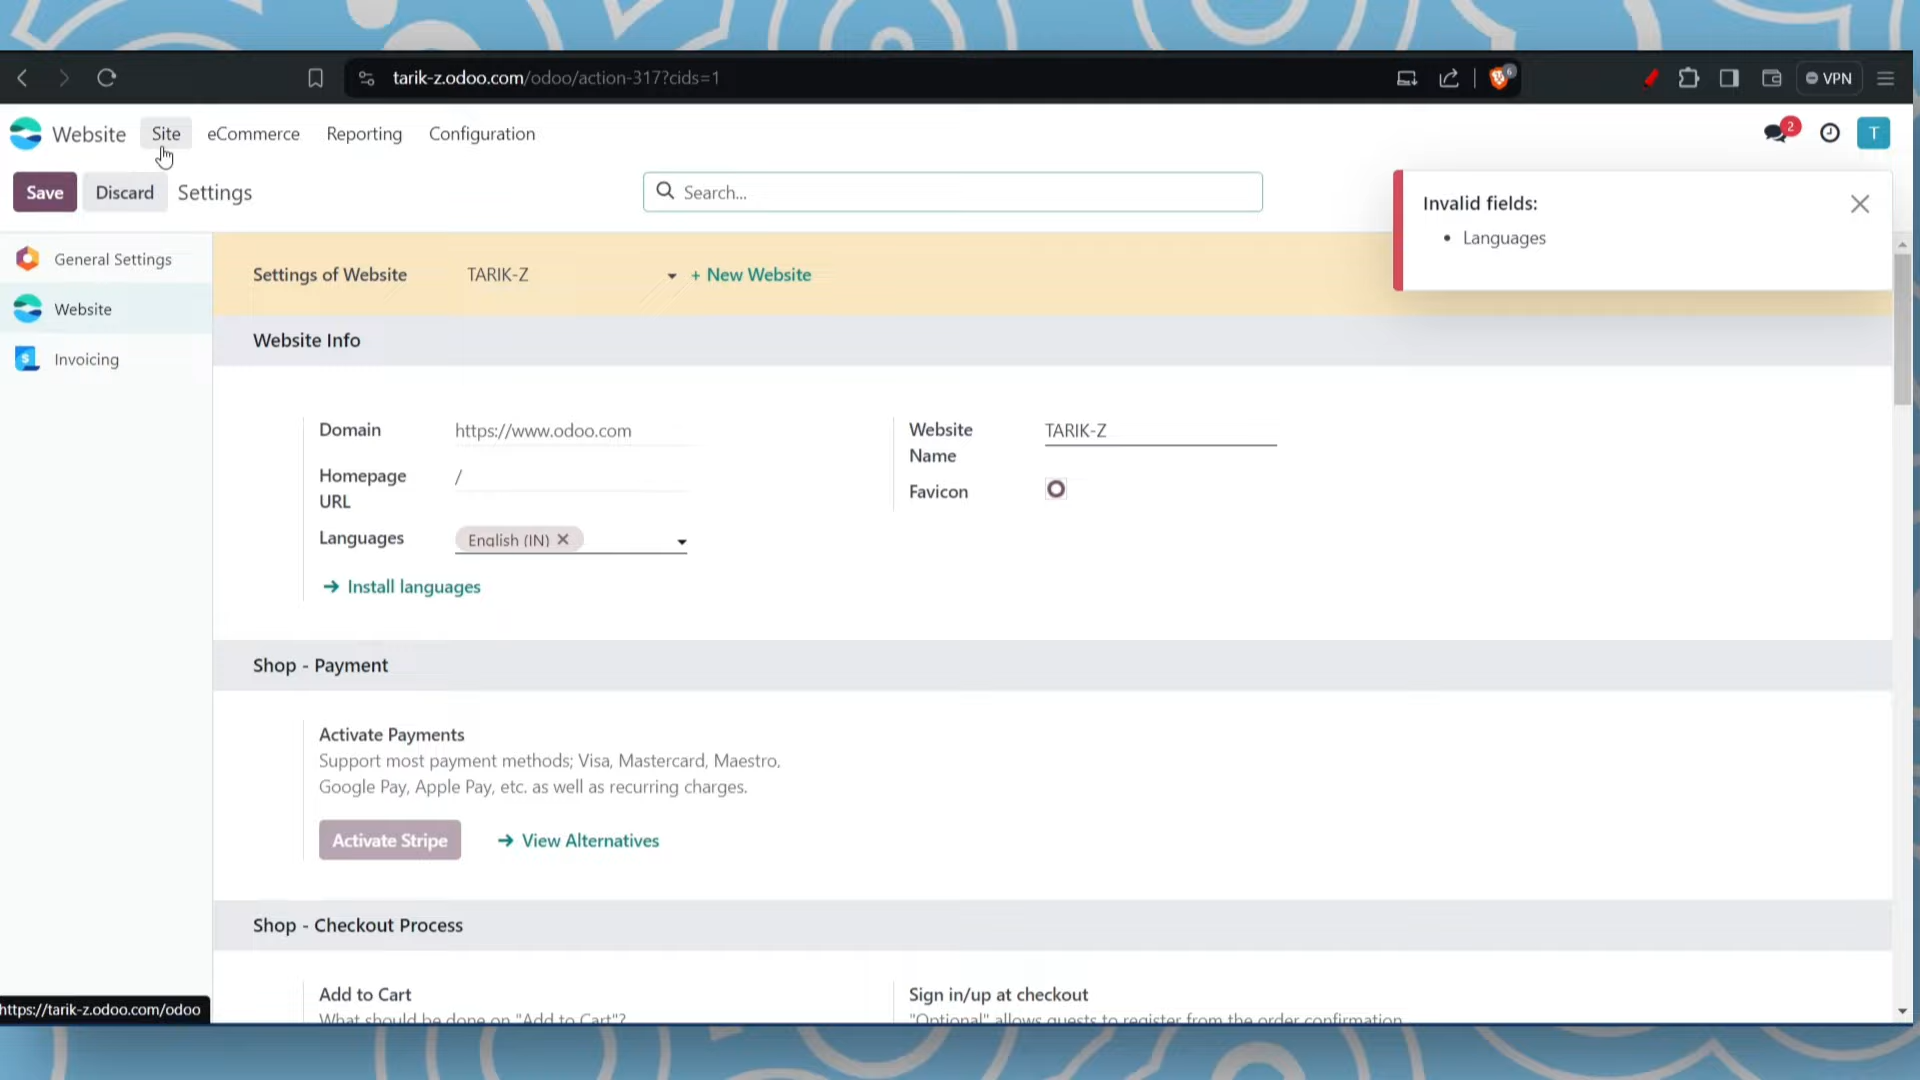 tarik-z.odoo.com/odoo/action-317?cids=1
6
VPN
Website
Site
eCommerce
Reporting
Configuration
2
T
Save
Discard
Settings
Search...
Invalid fields:
• Languages
General Settings
Website
Invoicing
Settings of Website
TARIK-Z
+ New Website
Website Info
Domain
https://www.odoo.com
Website
Name
TARIK-Z
Homepage
URL
/
Favicon
Languages
English (IN)
Install languages
Shop - Payment
Activate Payments
Support most payment methods; Visa, Mastercard, Maestro,
Google Pay, Apple Pay, etc. as well as recurring charges.
Activate Stripe
View Alternatives
Shop - Checkout Process
Add to Cart
What should be done on "Add to Cart"?
Sign in/up at checkout
"Optional" allows guests to register from the order confirmation
https://tarik-z.odoo.com/odoo